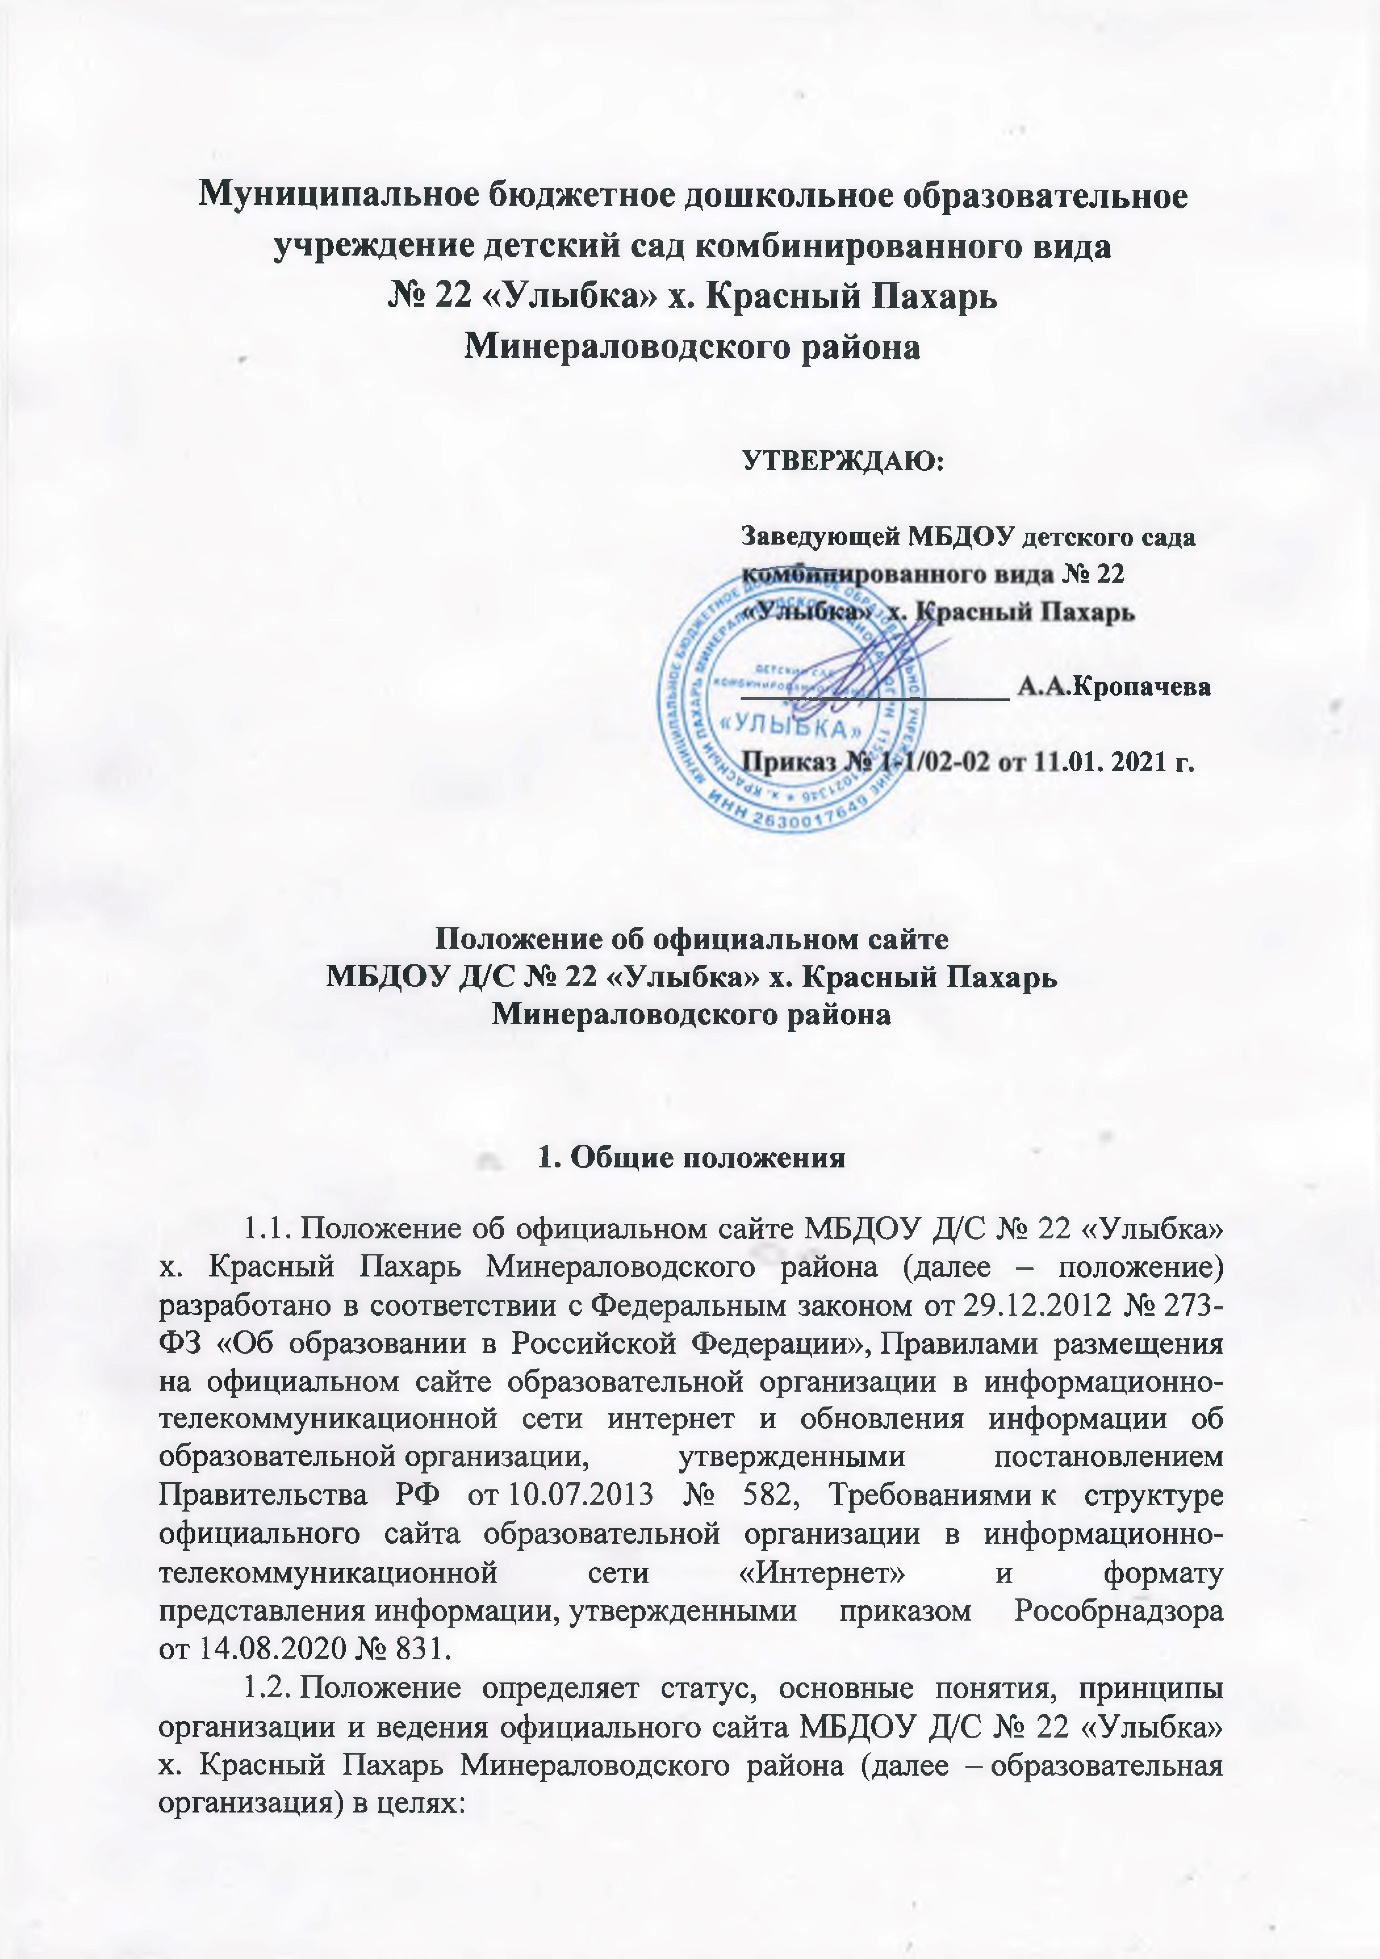 Муниципальное бюджетное дошкольное образовательное
учреждение детский сад комбинированного вида
№ 22 «Улыбка» х. Красный Пахарь
Минераловодского района
УТВЕРЖДАЮ:
Заведующей МБДОУ детского сада
комбинированного вида № 22
«Улыбка» х. Красный Пахарь
____________________ А.А.Кропачева
Приказ № 1-1/02-02 от 11.01. 2021 г.
ДЕТСКИЙ САД
КОМБИНИРОВАННОГО
«УЛЫБКА»
ИНН 2630017649
Положение об официальном сайте
МБДОУ Д/С № 22 «Улыбка» х. Красный Пахарь
Минераловодского района
1. Общие положения
1.1. Положение об официальном сайте МБДОУ Д/С № 22 «Улыбка»
х. Красный Пахарь Минераловодского района (далее – положение)
разработано в соответствии с Федеральным законом от 29.12.2012 № 273-
ФЗ «Об образовании в Российской Федерации», Правилами размещения
на официальном сайте образовательной организации в информационно-
телекоммуникационной сети интернет и обновления информации об
образовательной организации, утвержденными постановлением
Правительства РФ от 10.07.2013 № 582, Требованиями к структуре
официального сайта образовательной организации в информационно-
телекоммуникационной сети «Интернет» и формату
представления информации, утвержденными приказом Рособрнадзора
от 14.08.2020 № 831.
1.2. Положение определяет статус, основные понятия, принципы
организации и ведения официального сайта МБДОУ Д/С № 22 «Улыбка»
х. Красный Пахарь Минераловодского района (далее – образовательная
организация) в целях: